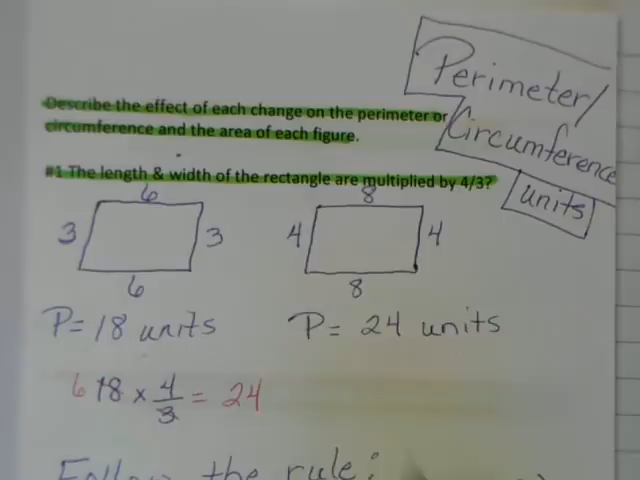 Perimeter/
Circumference
units
Describe the effect of each change on the perimeter or
circumference and the area of each figure.
#1 The length & width of the rectangle are multiplied by 4/3?
6 8
3 3 4 4
6 8
P= 18 units P= 24 units
6 18 × 4/3 = 24
Follow the rule: